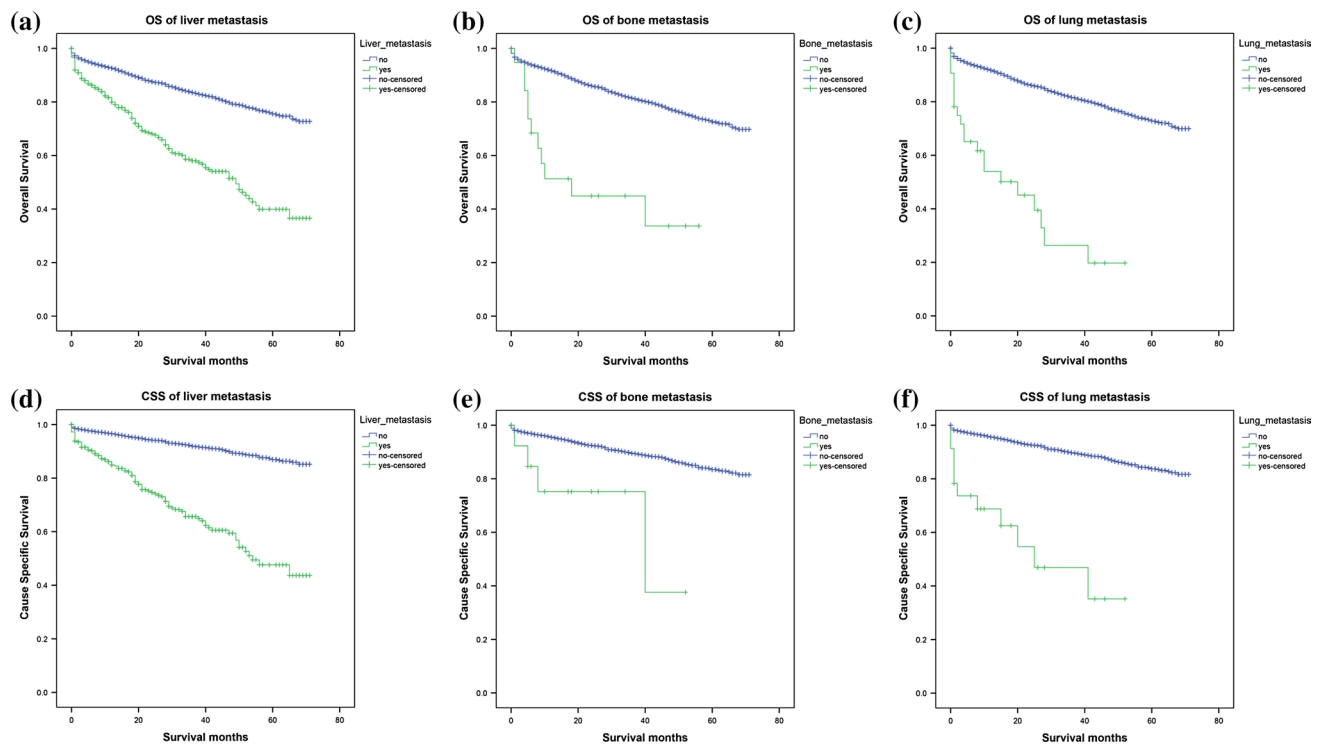 (a)
OS of liver metastasis
Liver_metastasis
no
yes
no-censored
yes-censored
Overall Survival
1.0
0.8
0.6
0.4
0.2
0.0
0 20 40 60 80
Survival months
(b)
OS of bone metastasis
Bone_metastasis
no
yes
no-censored
yes-censored
Overall Survival
1.0
0.8
0.6
0.4
0.2
0.0
0 20 40 60 80
Survival months
(c)
OS of lung metastasis
Lung_metastasis
no
yes
no-censored
yes-censored
Overall Survival
1.0
0.8
0.6
0.4
0.2
0.0
0 20 40 60 80
Survival months
(d)
CSS of liver metastasis
Liver_metastasis
no
yes
no-censored
yes-censored
Cause Specific Survival
1.0
0.8
0.6
0.4
0.2
0.0
0 20 40 60 80
Survival months
(e)
CSS of bone metastasis
Bone_metastasis
no
yes
no-censored
yes-censored
Cause Specific Survival
1.0
0.8
0.6
0.4
0.2
0.0
0 20 40 60 80
Survival months
(f)
CSS of lung metastasis
Lung_metastasis
no
yes
no-censored
yes-censored
Cause Specific Survival
1.0
0.8
0.6
0.4
0.2
0.0
0 20 40 60 80
Survival months